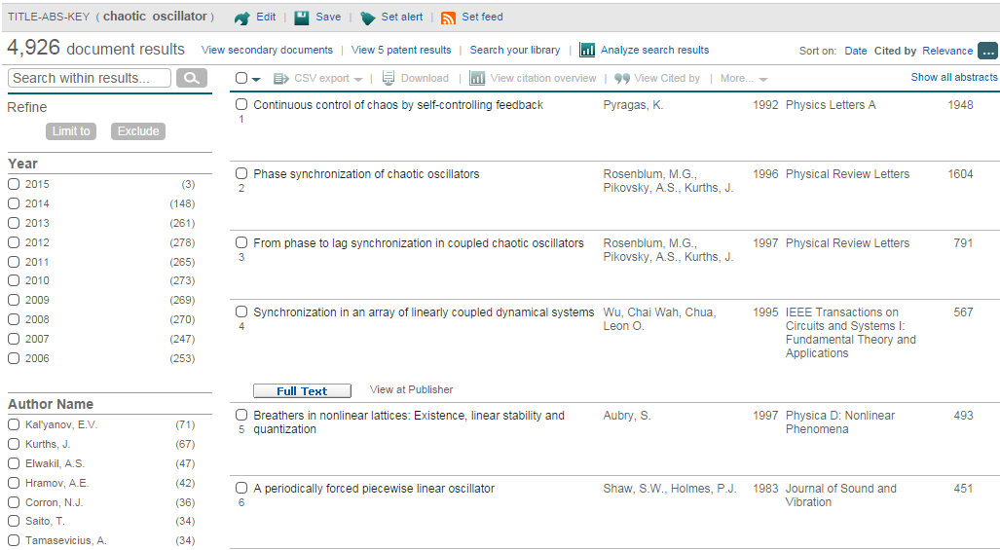 TITLE-ABS-KEY ( chaotic oscillator ) Edit | Save | Set alert | Set feed
4,926 document results View secondary documents | View 5 patent results | Search your library | Analyze search results Sort on: Date Cited by Relevance ...
Search within results...
CSV export | Download | View citation overview | View Cited by | More... Show all abstracts
Refine
Limit to Exclude
Year
2015 (3)
2014 (148)
2013 (261)
2012 (278)
2011 (265)
2010 (273)
2009 (269)
2008 (270)
2007 (247)
2006 (253)
Author Name
Kal'yanov, E.V. (71)
Kurths, J. (67)
Elwakil, A.S. (47)
Hramov, A.E. (42)
Corron, N.J. (36)
Saito, T. (34)
Tamasevicius, A. (34)
Continuous control of chaos by self-controlling feedback Pyragas, K. 1992 Physics Letters A 1948
1
Phase synchronization of chaotic oscillators Rosenblum, M.G., 1996 Physical Review Letters 1604
2 Pikovsky, A.S., Kurths, J.
From phase to lag synchronization in coupled chaotic oscillators Rosenblum, M.G., 1997 Physical Review Letters 791
3 Pikovsky, A.S., Kurths, J.
Synchronization in an array of linearly coupled dynamical systems Wu, Chai Wah, Chua, 1995 IEEE Transactions on 567
4 Leon O. Circuits and Systems I:
Fundamental Theory and
Applications
Full Text View at Publisher
Breathers in nonlinear lattices: Existence, linear stability and Aubry, S. 1997 Physica D: Nonlinear 493
5 quantization Phenomena
A periodically forced piecewise linear oscillator Shaw, S.W., Holmes, P.J. 1983 Journal of Sound and 451
6 Vibration